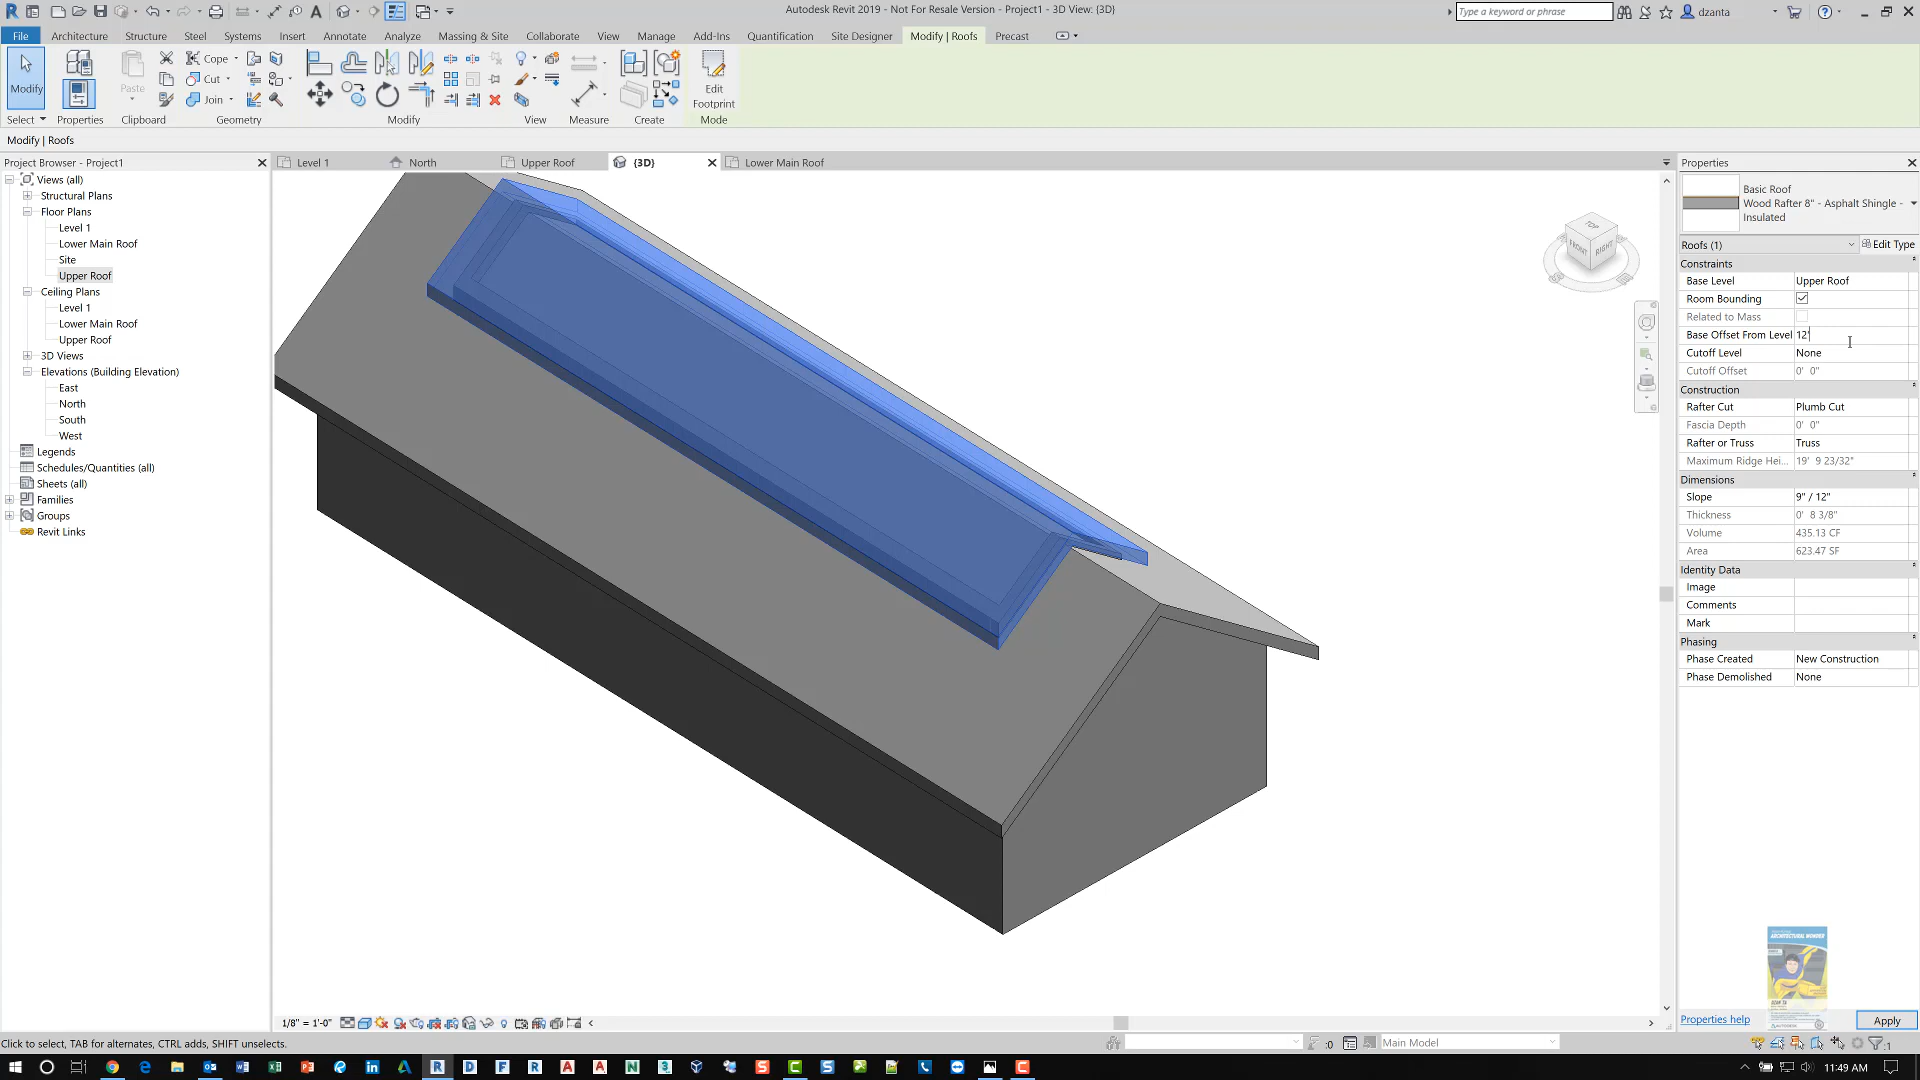 Autodesk Revit 2019 - Not For Resale Version - Project1 - 3D View: {3D}
Type a keyword or phrase
dzanta
File
Architecture
Structure
Steel
Systems
Insert
Annotate
Analyze
Massing & Site
Collaborate
View
Manage
Add-Ins
Quantification
Site Designer
Modify | Roofs
Precast
Modify
Paste
Cope
Cut
Join
Edit
Footprint
Select
Properties
Clipboard
Geometry
Modify
View
Measure
Create
Mode
Modify | Roofs
Project Browser - Project1
Views (all)
Structural Plans
Floor Plans
Level 1
Lower Main Roof
Site
Upper Roof
Ceiling Plans
Level 1
Lower Main Roof
Upper Roof
3D Views
Elevations (Building Elevation)
East
North
South
West
Legends
Schedules/Quantities (all)
Sheets (all)
Families
Groups
Revit Links
Level 1
North
Upper Roof
{3D}
Lower Main Roof
TOP
FRONT
RIGHT
Properties
Basic Roof
Wood Rafter 8" - Asphalt Shingle -
Insulated
Roofs (1)
Edit Type
Constraints
Base Level Upper Roof
Room Bounding
Related to Mass
Base Offset From Level 12'
Cutoff Level None
Cutoff Offset 0' 0"
Construction
Rafter Cut Plumb Cut
Fascia Depth 0' 0"
Rafter or Truss Truss
Maximum Ridge Hei... 19' 9 23/32"
Dimensions
Slope 9" / 12"
Thickness 0' 8 3/8"
Volume 435.13 CF
Area 623.47 SF
Identity Data
Image
Comments
Mark
Phasing
Phase Created New Construction
Phase Demolished None
ARCHITECTURAL WONDER
AUTODESK
Properties help
Apply
1/8" = 1'-0"
Click to select, TAB for alternates, CTRL adds, SHIFT unselects.
:0
Main Model
:1
11:49 AM